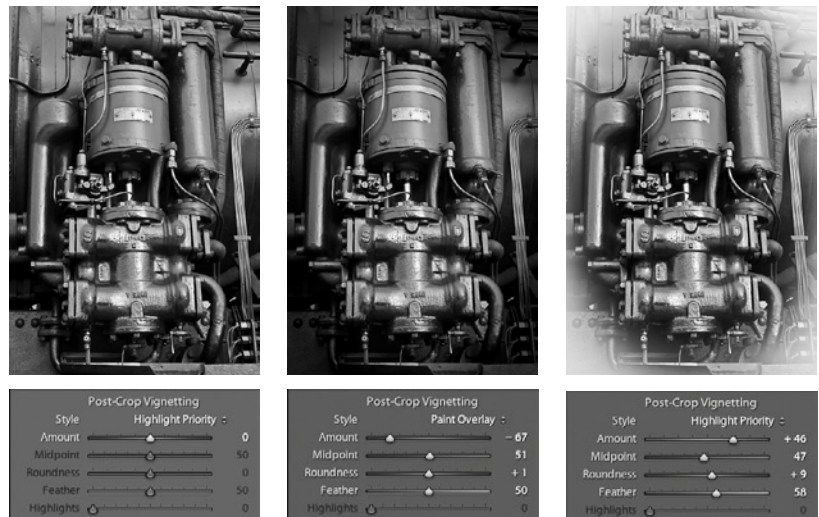 Post-Crop Vignetting
Style Highlight Priority
Amount 0
Midpoint 50
Roundness 0
Feather 50
Highlights 0
Post-Crop Vignetting
Style Paint Overlay
Amount – 67
Midpoint 51
Roundness + 1
Feather 50
Highlights 0
Post-Crop Vignetting
Style Highlight Priority
Amount + 46
Midpoint 47
Roundness + 9
Feather 58
Highlights 0